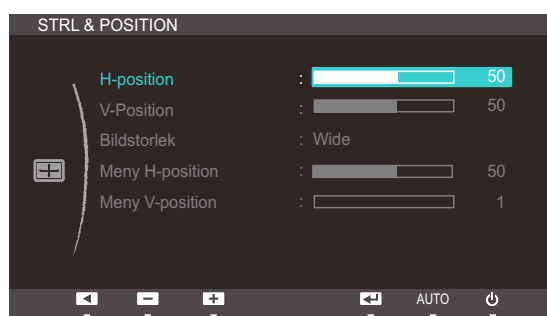 STRL & POSITION
H-position : 50
V-Position : 50
Bildstorlek : Wide
Meny H-position : 50
Meny V-position : 1
AUTO